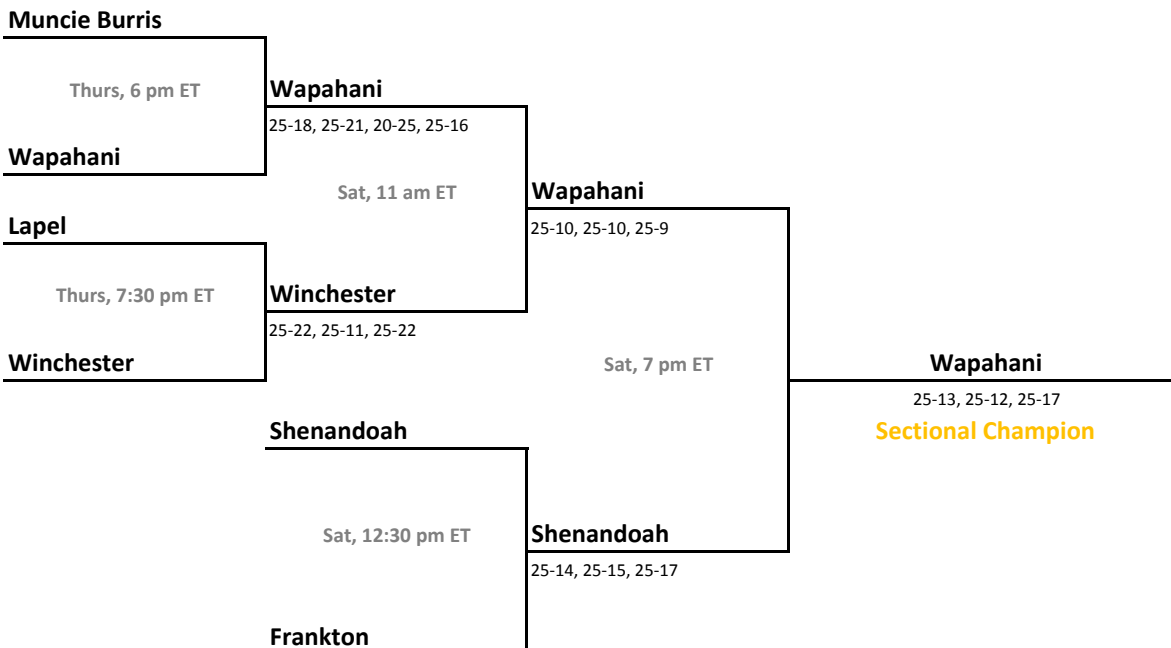 Muncie Burris
Thurs, 6 pm ET
Wapahani
25-18, 25-21, 20-25, 25-16
Wapahani
Sat, 11 am ET
Wapahani
25-10, 25-10, 25-9
Lapel
Thurs, 7:30 pm ET
Winchester
25-22, 25-11, 25-22
Winchester
Sat, 7 pm ET
Wapahani
25-13, 25-12, 25-17
Sectional Champion
Shenandoah
Sat, 12:30 pm ET
Shenandoah
25-14, 25-15, 25-17
Frankton